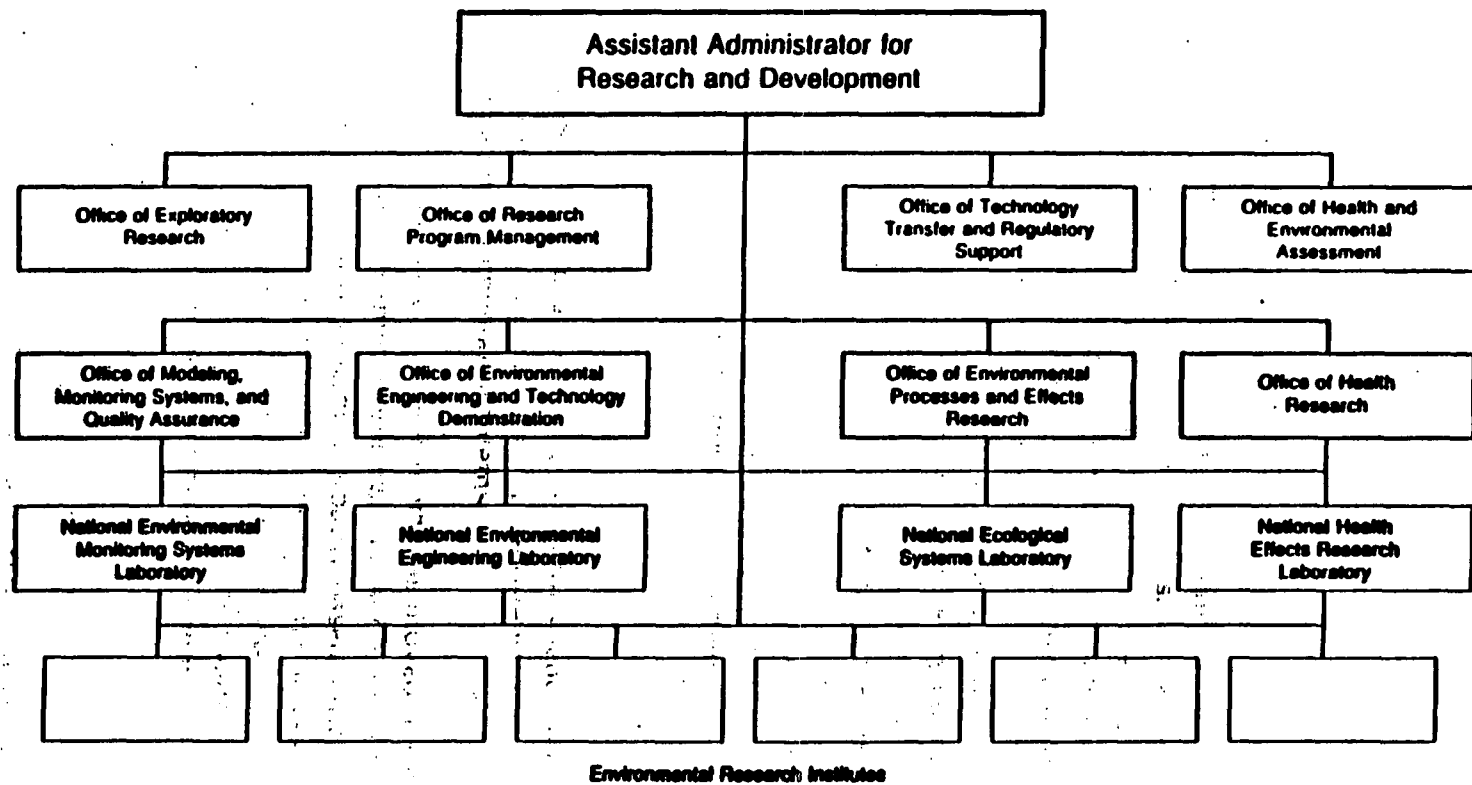 Assistant Administrator for
Research and Development
Office of Exploratory
Research
Office of Research
Program Management
Office of Technology
Transfer and Regulatory
Support
Office of Health and
Environmental
Assessment
Office of Modeling,
Monitoring Systems, and
Quality Assurance
Office of Environmental
Engineering and Technology
Demonstration
Office of Environmental
Processes and Effects
Research
Office of Health
Research
National Environmental
Monitoring Systems
Laboratory
National Environmental
Engineering Laboratory
National Ecological
Systems Laboratory
National Health
Effects Research
Laboratory
Environmental Research Institutes